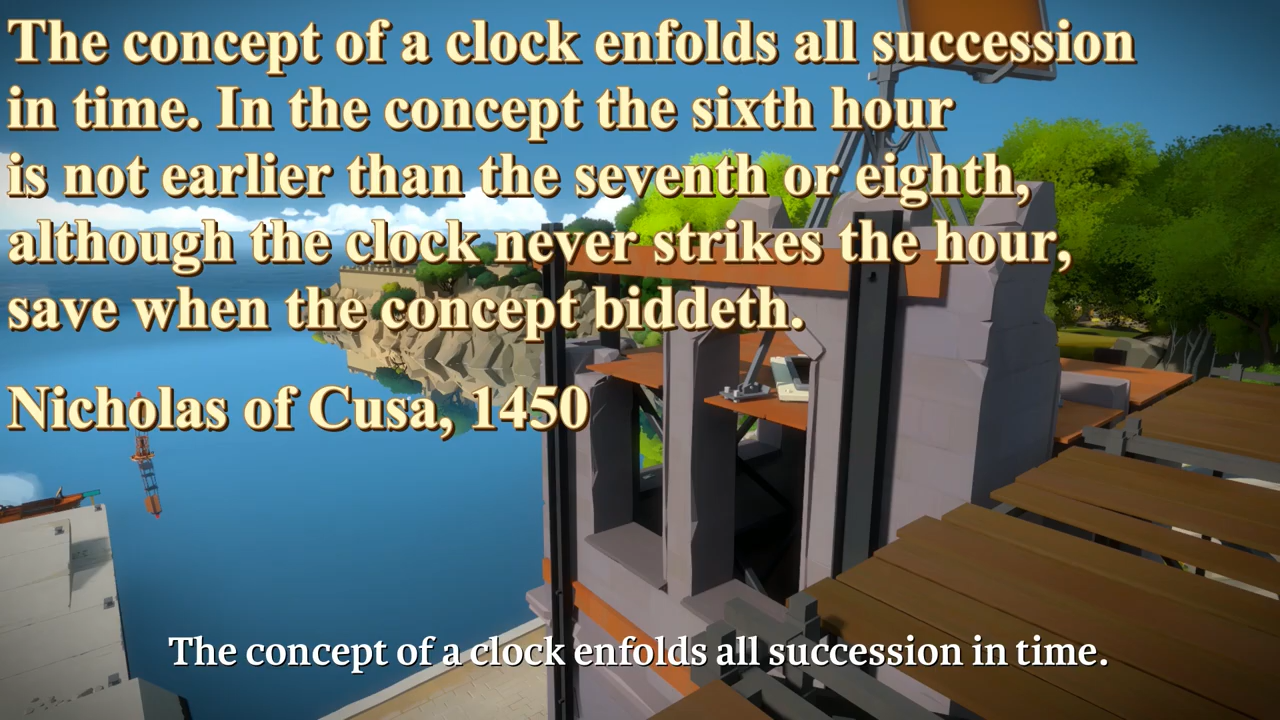 The concept of a clock enfolds all succession
in time. In the concept the sixth hour
is not earlier than the seventh or eighth,
although the clock never strikes the hour,
save when the concept biddeth.
Nicholas of Cusa, 1450
The concept of a clock enfolds all succession in time.